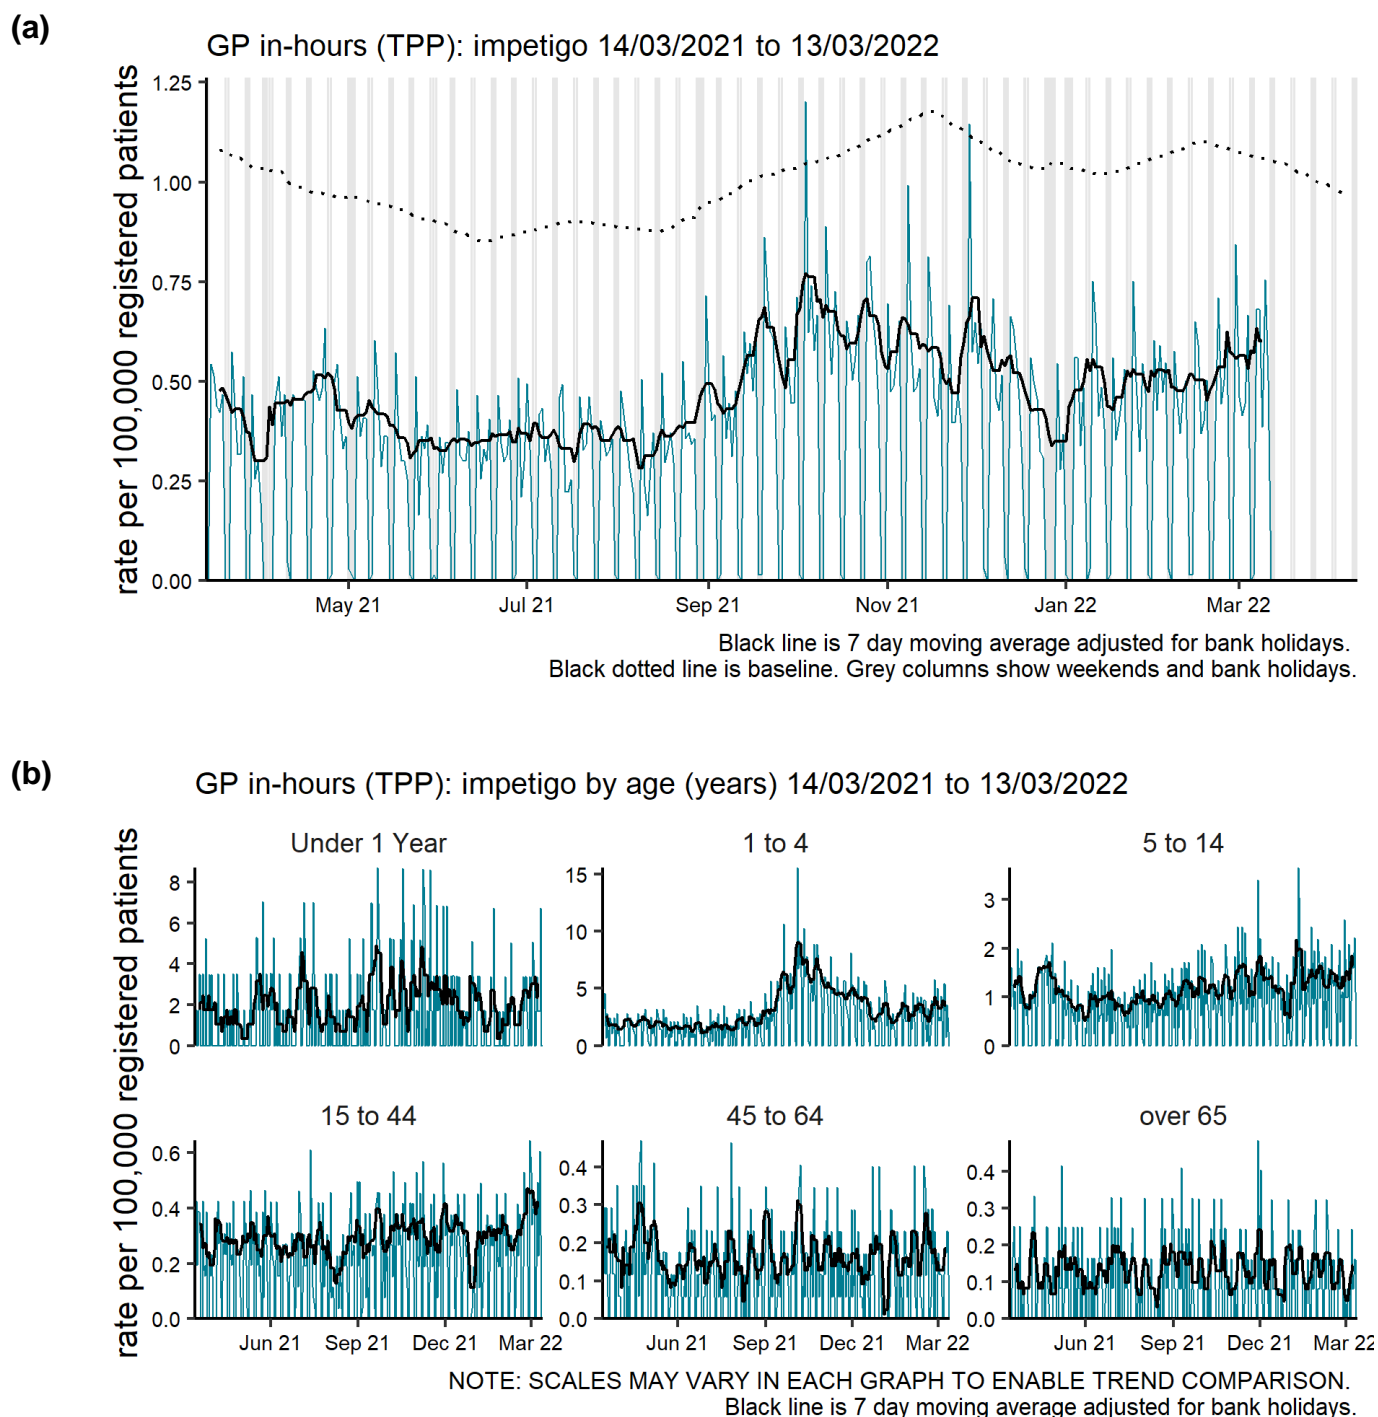 (a)
GP in-hours (TPP): impetigo 14/03/2021 to 13/03/2022
rate per 100,000 registered patients
1.25
1.00
0.75
0.50
0.25
0.00
May 21 Jul 21 Sep 21 Nov 21 Jan 22 Mar 22
Black line is 7 day moving average adjusted for bank holidays.
Black dotted line is baseline. Grey columns show weekends and bank holidays.
(b)
GP in-hours (TPP): impetigo by age (years) 14/03/2021 to 13/03/2022
rate per 100,000 registered patients
Under 1 Year
8
6
4
2
0
1 to 4
15
10
5
0
5 to 14
3
2
1
0
15 to 44
0.6
0.4
0.2
0.0
Jun 21 Sep 21 Dec 21 Mar 22
45 to 64
0.4
0.3
0.2
0.1
0.0
Jun 21 Sep 21 Dec 21 Mar 22
over 65
0.4
0.3
0.2
0.1
0.0
Jun 21 Sep 21 Dec 21 Mar 22
NOTE: SCALES MAY VARY IN EACH GRAPH TO ENABLE TREND COMPARISON.
Black line is 7 day moving average adjusted for bank holidays.